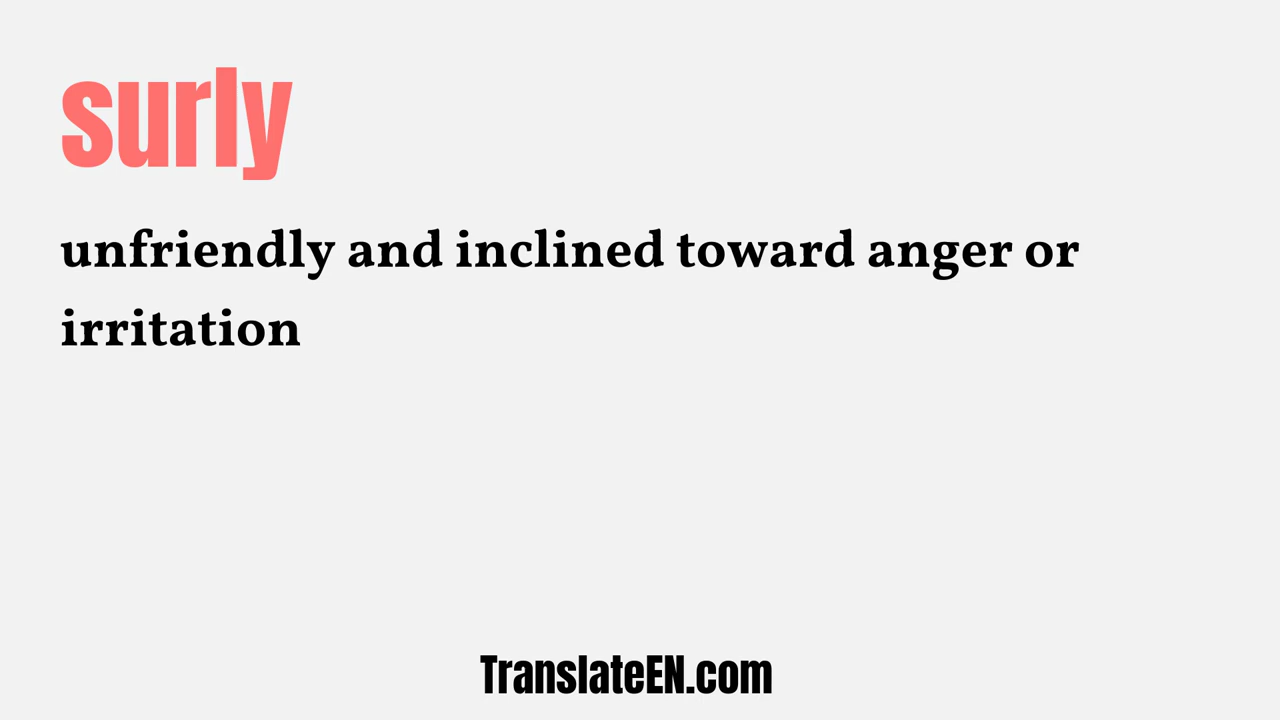 surly
unfriendly and inclined toward anger or
irritation
TranslateEN.com